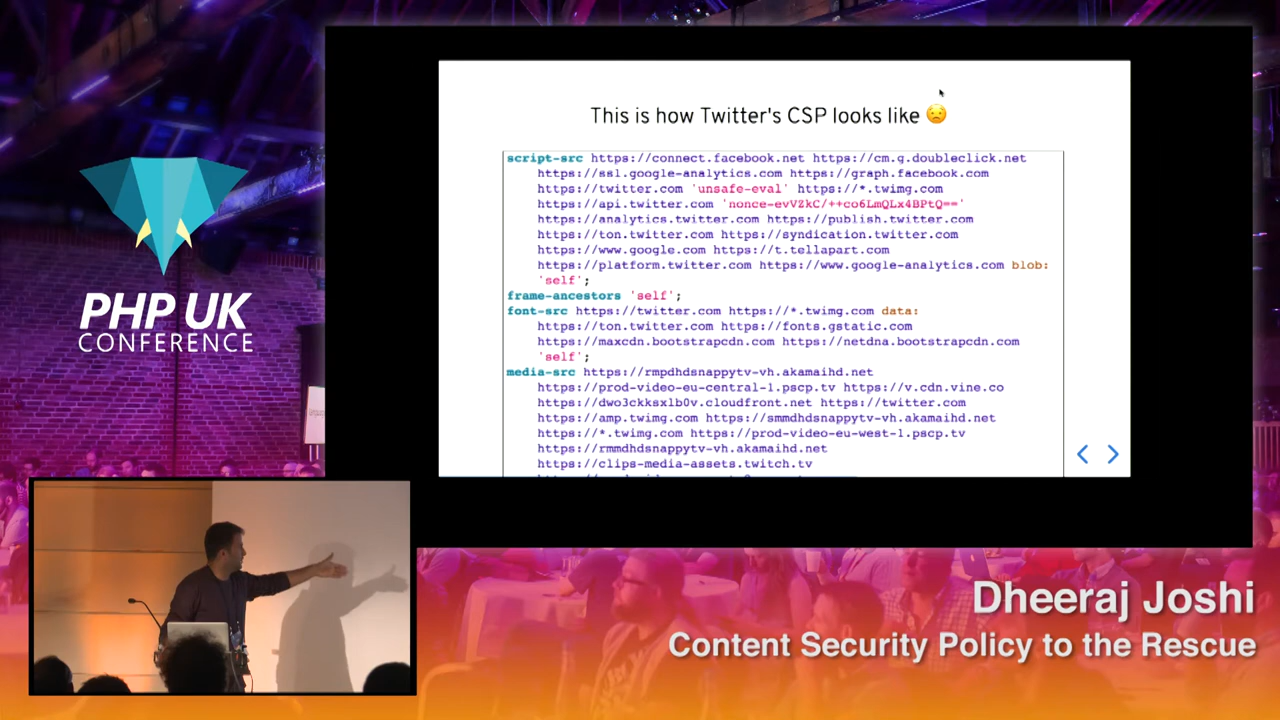 PHP UK
CONFERENCE
This is how Twitter's CSP looks like 😟
script-src https://connect.facebook.net https://cm.g.doubleclick.net
https://ssl.google-analytics.com https://graph.facebook.com
https://twitter.com 'unsafe-eval' https://*.twimg.com
https://api.twitter.com 'nonce-evVZkC/++co6LmQLx4BPtQ=='
https://analytics.twitter.com https://publish.twitter.com
https://ton.twitter.com https://syndication.twitter.com
https://www.google.com https://t.tellapart.com
https://platform.twitter.com https://www.google-analytics.com blob:
'self';
frame-ancestors 'self';
font-src https://twitter.com https://*.twimg.com data:
https://ton.twitter.com https://fonts.gstatic.com
https://maxcdn.bootstrapcdn.com https://netdna.bootstrapcdn.com
'self';
media-src https://rmpdhdsnappytv-vh.akamaihd.net
https://prod-video-eu-central-1.pscp.tv https://v.cdn.vine.co
https://dwo3ckksxlb0v.cloudfront.net https://twitter.com
https://amp.twimg.com https://smmdhdsnappytv-vh.akamaihd.net
https://*.twimg.com https://prod-video-eu-west-1.pscp.tv
https://rmmdhdsnappytv-vh.akamaihd.net
https://clips-media-assets.twitch.tv
Dheeraj Joshi
Content Security Policy to the Rescue